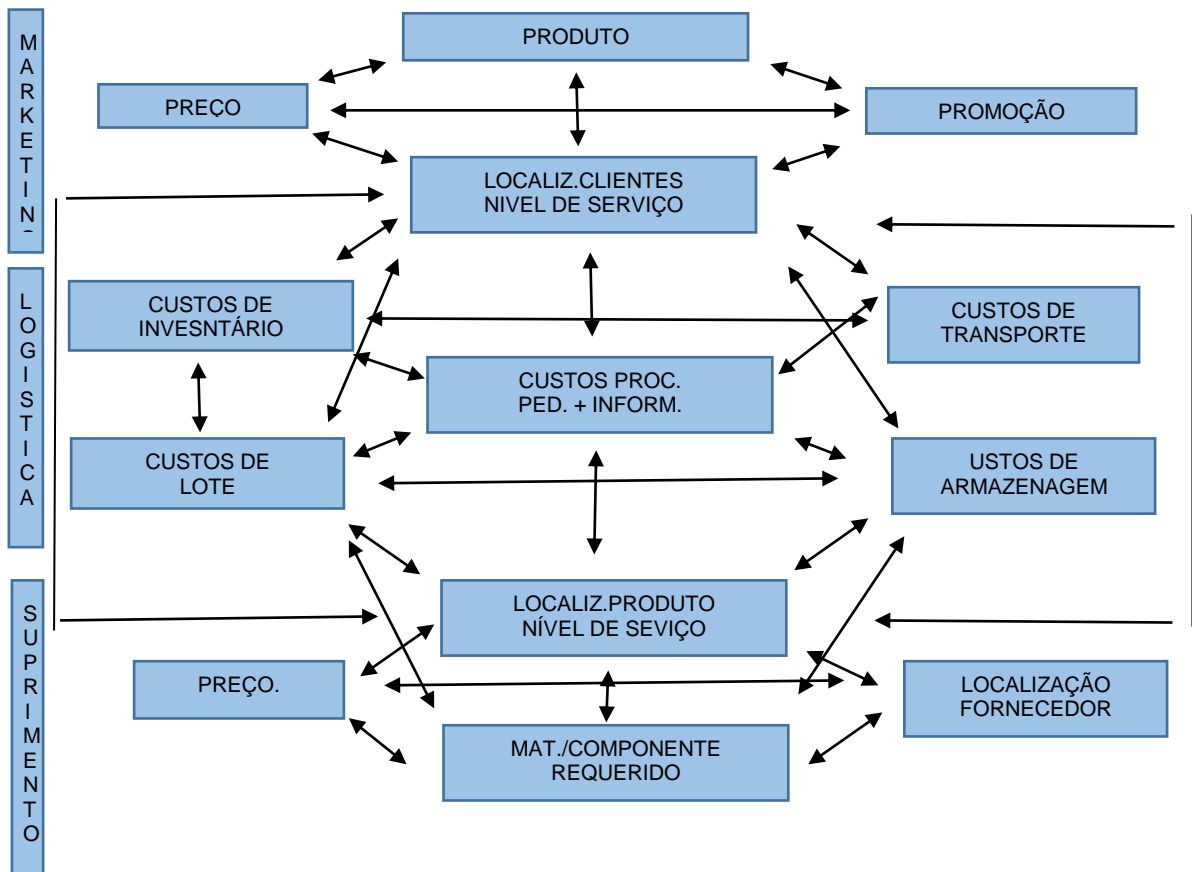 MARKETIN
PRODUTO
PREÇO
PROMOÇÃO
LOCALIZ.CLIENTES
NIVEL DE SERVIÇO
LOGISTICA
CUSTOS DE
INVESNTÁRIO
CUSTOS DE
TRANSPORTE
CUSTOS PROC.
PED. + INFORM.
CUSTOS DE
LOTE
USTOS DE
ARMAZENAGEM
SUPRIMENTO
LOCALIZ.PRODUTO
NÍVEL DE SEVIÇO
PREÇO.
LOCALIZAÇÃO
FORNECEDOR
MAT./COMPONENTE
REQUERIDO